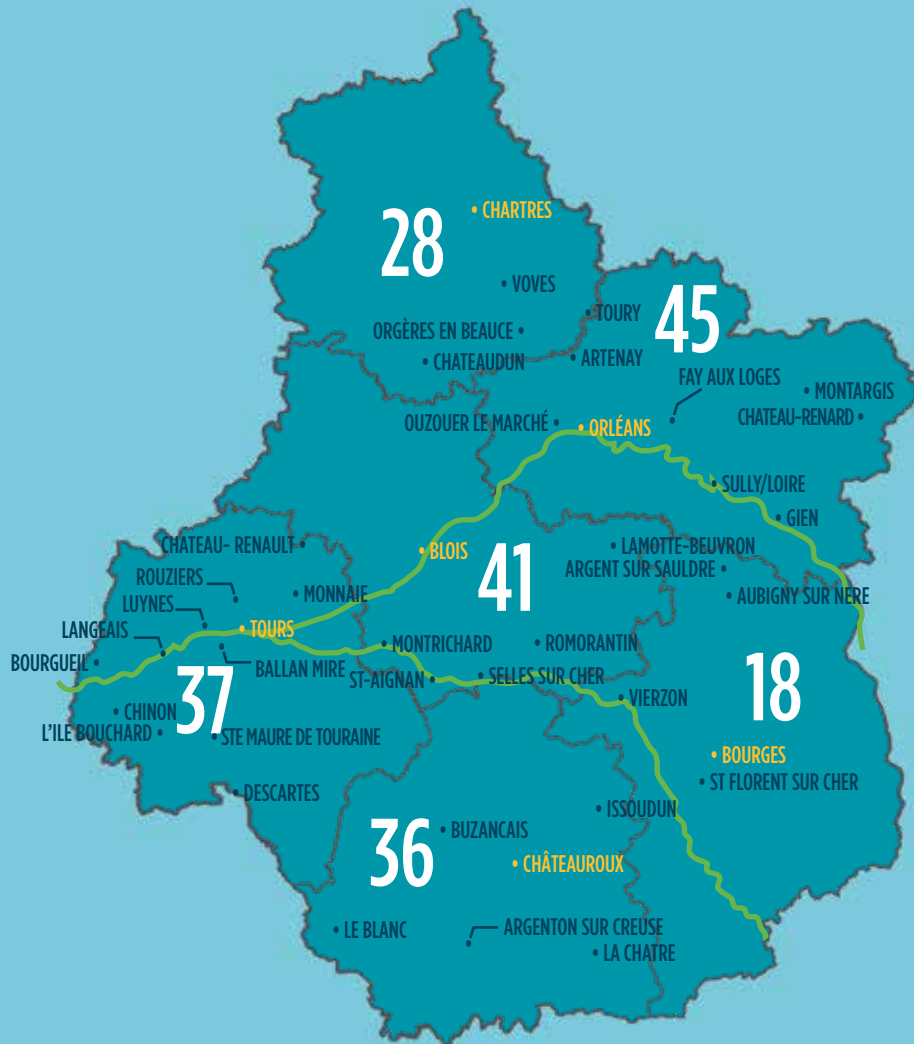 • CHARTRES
28
• VOVES
• TOURY
45
ORGÈRES EN BEAUCE •
• CHATEAUDUN
• ARTENAY
FAY AUX LOGES
• MONTARGIS
CHATEAU-RENARD •
OUZOUER LE MARCHÉ •
• ORLÉANS
• SULLY/LOIRE
• GIEN
CHATEAU- RENAULT •
• BLOIS
41
• LAMOTTE-BEUVRON
ARGENT SUR SAULDRE •
ROUZIERS
• MONNAIE
• AUBIGNY SUR NERE
LUYNES
LANGEAIS
• TOURS
• MONTRICHARD
• ROMORANTIN
BOURGUEIL •
BALLAN MIRE
ST-AIGNAN •
• SELLES SUR CHER
37
18
• VIERZON
• CHINON
L'ILE BOUCHARD •
• STE MAURE DE TOURAINE
• BOURGES
• ST FLORENT SUR CHER
• DESCARTES
• ISSOUDUN
36
• BUZANCAIS
• CHÂTEAUROUX
• LE BLANC
ARGENTON SUR CREUSE
• LA CHATRE